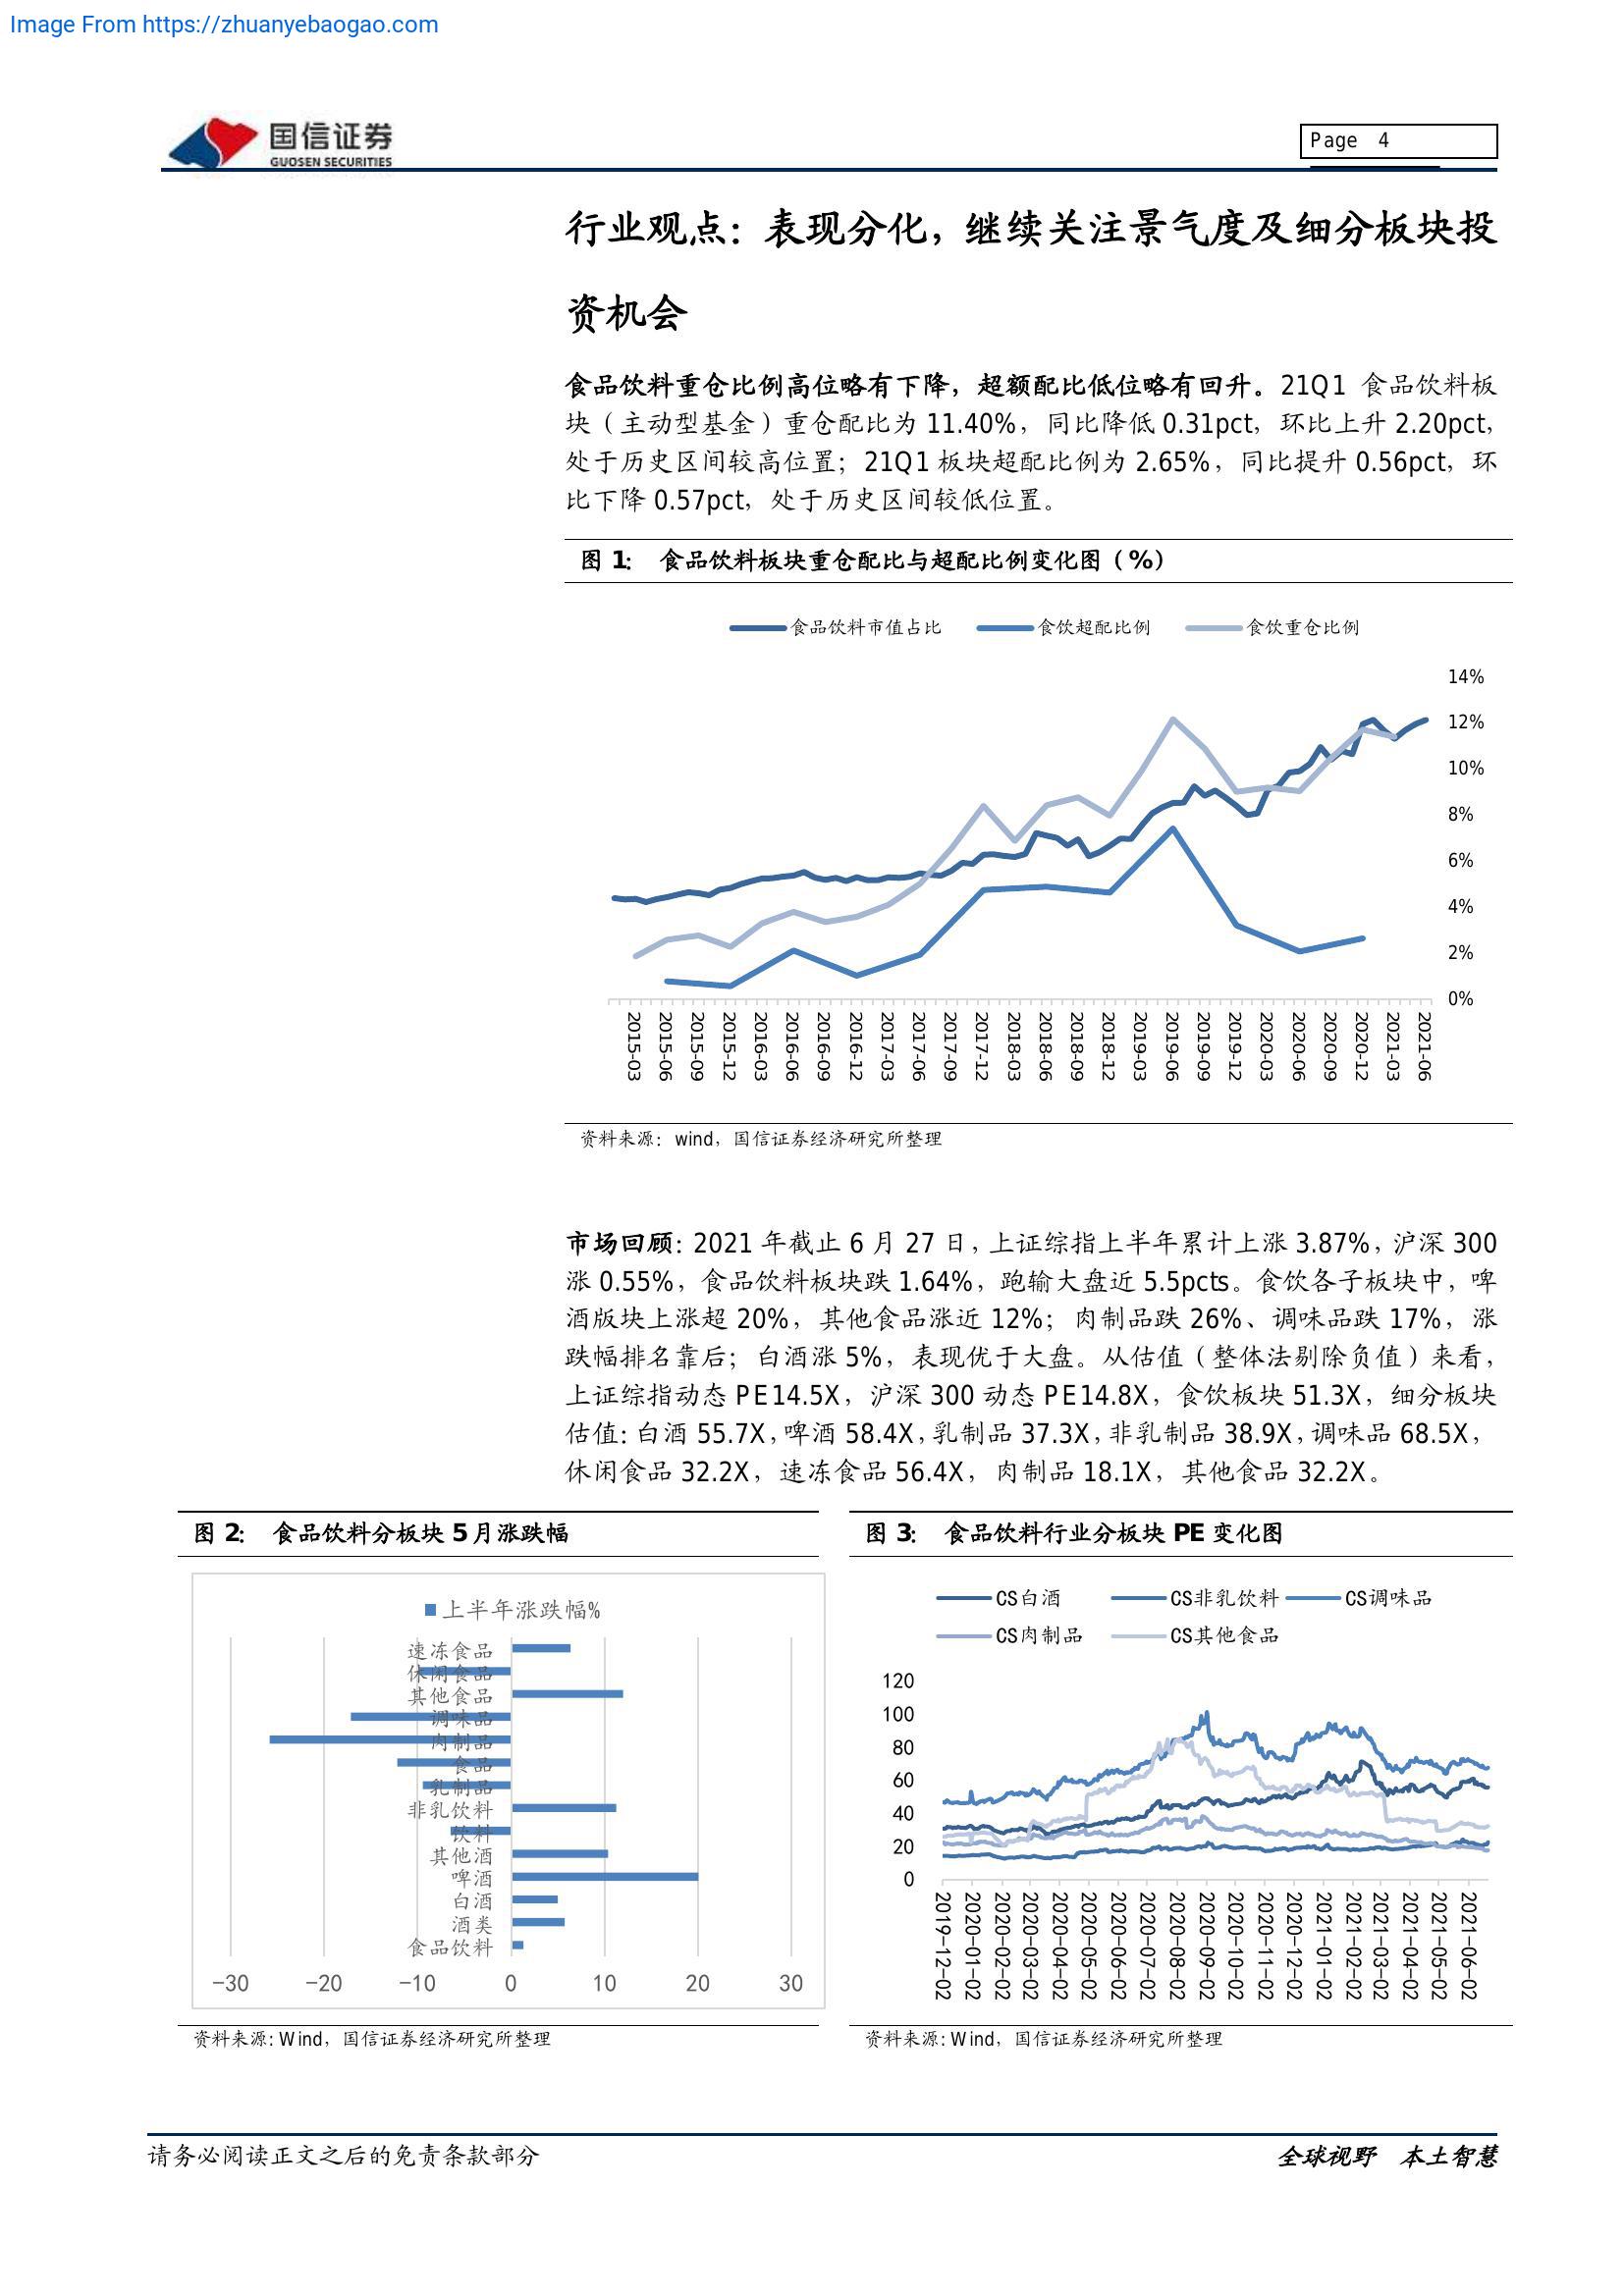 Image From https://zhuanyebaogao.com
国信证券
GUOSEN SECURITIES
Page 4
行业观点：表现分化，继续关注景气度及细分板块投
资机会
食品饮料重仓比例高位略有下降，超额配比低位略有回升。21Q1 食品饮料板
块（主动型基金）重仓配比为 11.40%，同比降低 0.31pct，环比上升 2.20pct，
处于历史区间较高位置；21Q1 板块超配比例为 2.65%，同比提升 0.56pct，环
比下降 0.57pct，处于历史区间较低位置。
图 1： 食品饮料板块重仓配比与超配比例变化图（%）
食品饮料市值占比 食饮超配比例 食饮重仓比例
14%
12%
10%
8%
6%
4%
2%
0%
2015-03 2015-06 2015-09 2015-12 2016-03 2016-06 2016-09 2016-12 2017-03 2017-06 2017-09 2017-12 2018-03 2018-06 2018-09 2018-12 2019-03 2019-06 2019-09 2019-12 2020-03 2020-06 2020-09 2020-12 2021-03 2021-06
资料来源：wind，国信证券经济研究所整理
市场回顾：2021 年截止 6 月 27 日，上证综指上半年累计上涨 3.87%，沪深 300
涨 0.55%，食品饮料板块跌 1.64%，跑输大盘近 5.5pcts。食饮各子板块中，啤
酒版块上涨超 20%，其他食品涨近 12%；肉制品跌 26%、调味品跌 17%，涨
跌幅排名靠后；白酒涨 5%，表现优于大盘。从估值（整体法剔除负值）来看，
上证综指动态 PE14.5X，沪深 300 动态 PE14.8X，食饮板块 51.3X，细分板块
估值：白酒 55.7X，啤酒 58.4X，乳制品 37.3X，非乳制品 38.9X，调味品 68.5X，
休闲食品 32.2X，速冻食品 56.4X，肉制品 18.1X，其他食品 32.2X。
图 2： 食品饮料分板块 5 月涨跌幅
上半年涨跌幅%
速冻食品
休闲食品
其他食品
调味品
肉制品
食品
乳制品
非乳饮料
饮料
其他酒
啤酒
白酒
酒类
食品饮料
−30 −20 −10 0 10 20 30
资料来源：Wind，国信证券经济研究所整理
图 3： 食品饮料行业分板块 PE 变化图
CS白酒 CS非乳饮料 CS调味品
CS肉制品 CS其他食品
120
100
80
60
40
20
0
2019-12-02 2020-01-02 2020-02-02 2020-03-02 2020-04-02 2020-05-02 2020-06-02 2020-07-02 2020-08-02 2020-09-02 2020-10-02 2020-11-02 2020-12-02 2021-01-02 2021-02-02 2021-03-02 2021-04-02 2021-05-02 2021-06-02
资料来源：Wind，国信证券经济研究所整理
请务必阅读正文之后的免责条款部分
全球视野 本土智慧